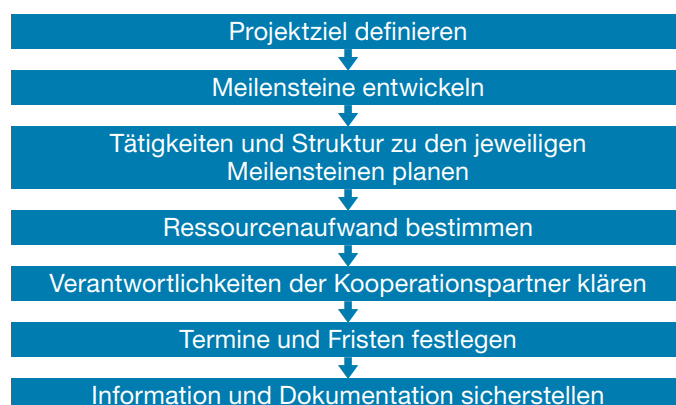 Projektziel definieren
Meilensteine entwickeln
Tätigkeiten und Struktur zu den jeweiligen
Meilensteinen planen
Ressourcenaufwand bestimmen
Verantwortlichkeiten der Kooperationspartner klären
Termine und Fristen festlegen
Information und Dokumentation sicherstellen